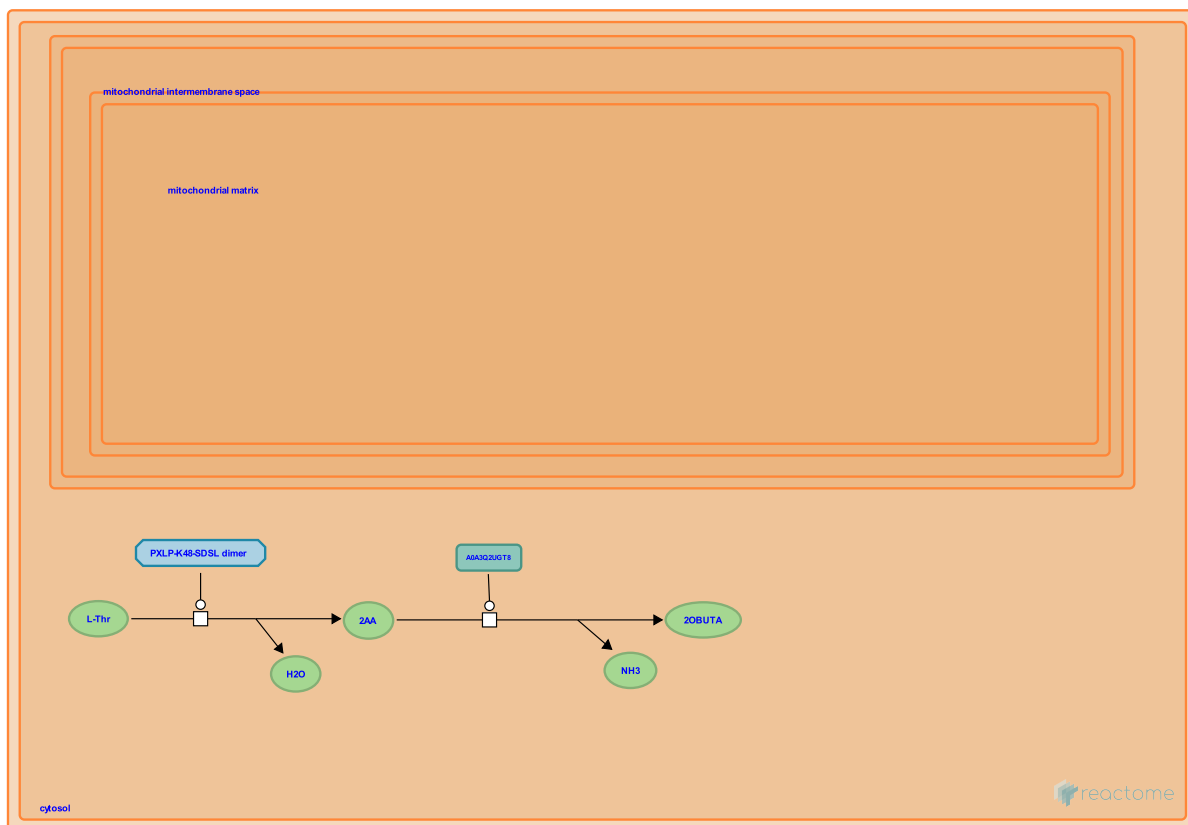 mitochondrial intermembrane space
mitochondrial matrix
PXLP-K48-SDSL dimer
A0A3Q2UGT8
L-Thr
2AA
2OBUTA
H2O
NH3
reactome
cytosol